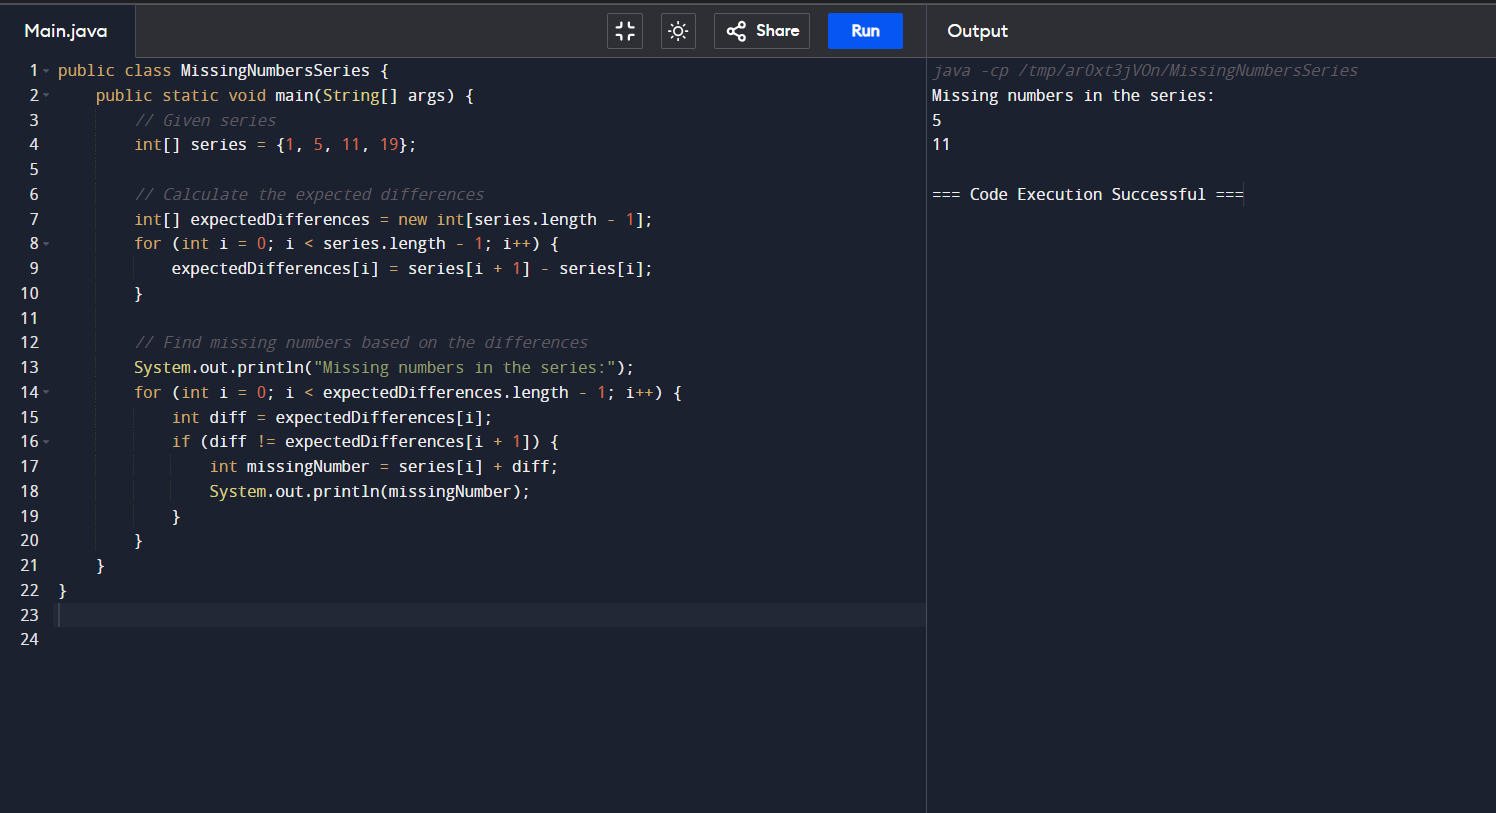 Main.java
Share
Run
Output
1 public class MissingNumbersSeries {
2     public static void main(String[] args) {
3         // Given series
4         int[] series = {1, 5, 11, 19};
5
6         // Calculate the expected differences
7         int[] expectedDifferences = new int[series.length - 1];
8         for (int i = 0; i < series.length - 1; i++) {
9             expectedDifferences[i] = series[i + 1] - series[i];
10         }
11
12         // Find missing numbers based on the differences
13         System.out.println("Missing numbers in the series:");
14         for (int i = 0; i < expectedDifferences.length - 1; i++) {
15             int diff = expectedDifferences[i];
16             if (diff != expectedDifferences[i + 1]) {
17                 int missingNumber = series[i] + diff;
18                 System.out.println(missingNumber);
19             }
20         }
21     }
22 }
23
24
java -cp /tmp/arOxt3jVOn/MissingNumbersSeries
Missing numbers in the series:
5
11
=== Code Execution Successful ===